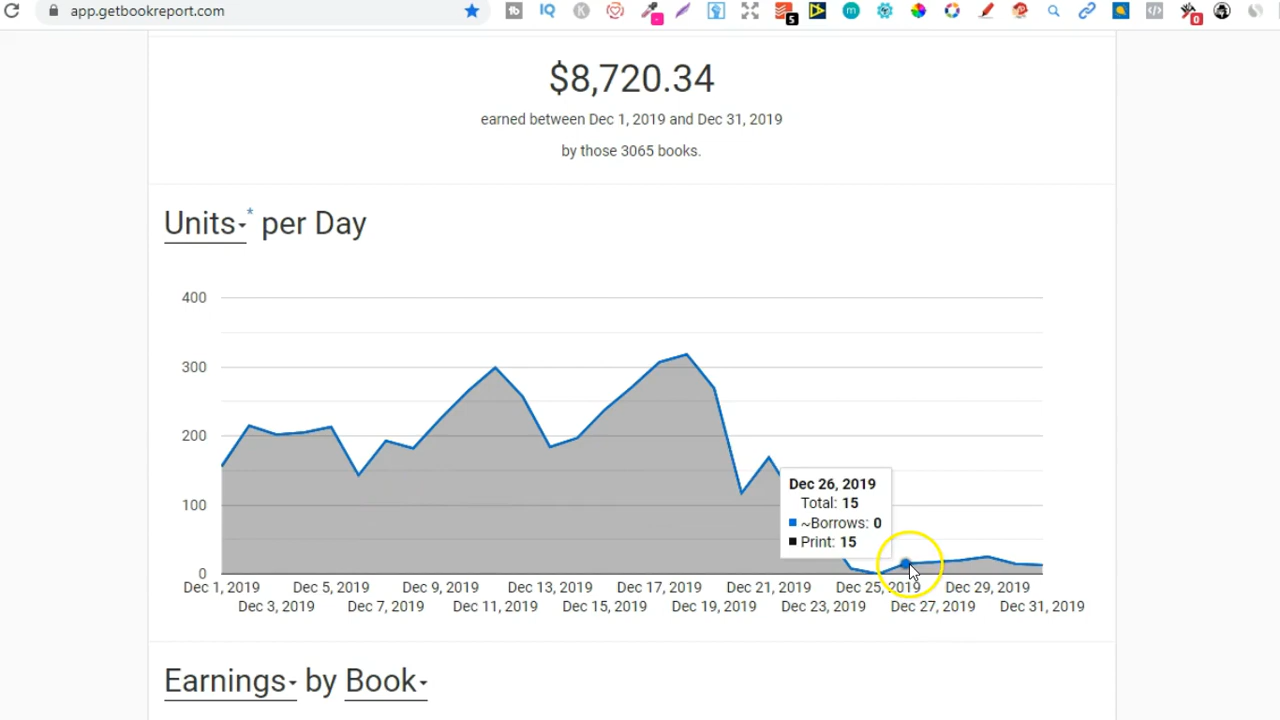 app.getbookreport.com
tb IQ K 5 m 0
$8,720.34
earned between Dec 1, 2019 and Dec 31, 2019
by those 3065 books.
Units * per Day
400
300
200
100
0
Dec 26, 2019
Total: 15
~Borrows: 0
Print: 15
Dec 1, 2019 Dec 5, 2019 Dec 9, 2019 Dec 13, 2019 Dec 17, 2019 Dec 21, 2019 Dec 25, 2019 Dec 29, 2019
Dec 3, 2019 Dec 7, 2019 Dec 11, 2019 Dec 15, 2019 Dec 19, 2019 Dec 23, 2019 Dec 27, 2019 Dec 31, 2019
Earnings by Book